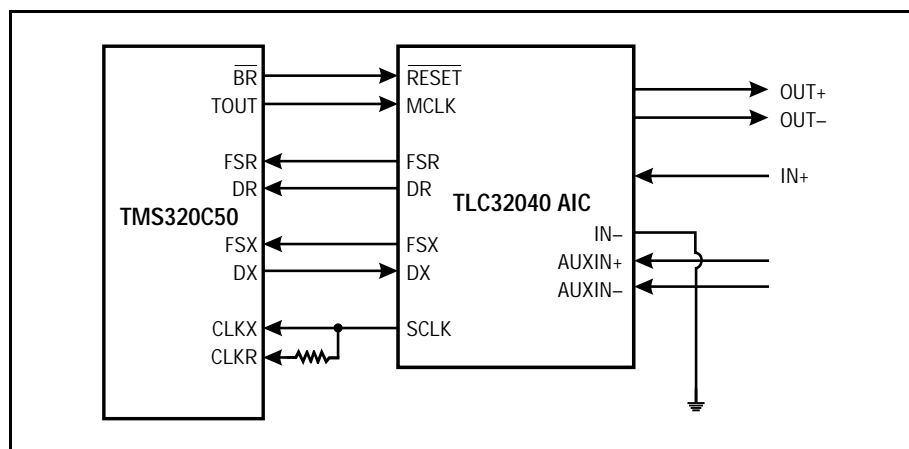 BR
TOUT
FSR
DR
TMS320C50
FSX
DX
CLKX
CLKR
RESET
MCLK
FSR
DR
TLC32040 AIC
FSX
DX
SCLK
IN–
AUXIN+
AUXIN–
OUT+
OUT–
IN+